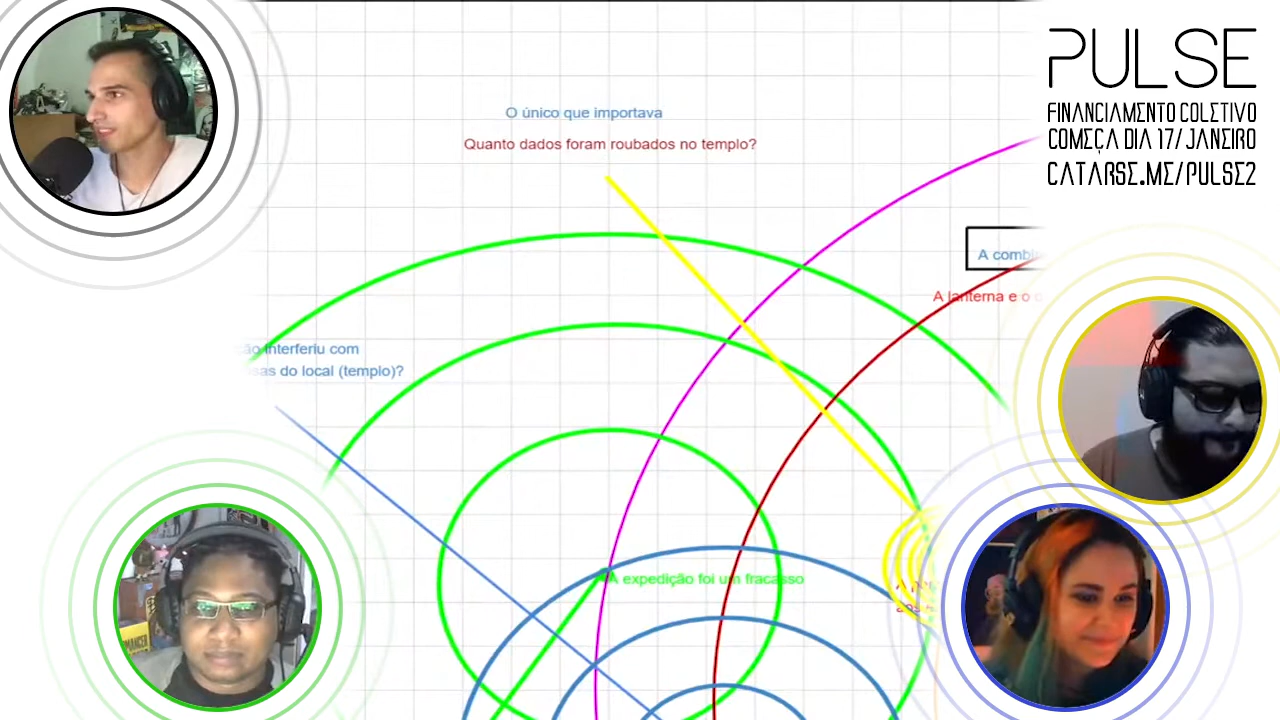 PULSE
FINANCIAMENTO COLETIVO
COMEÇA DIA 17/JANEIRO
CATARSE.ME/PULSE2
O único que importava
Quanto dados foram roubados no templo?
A
A lanterna e o
interferiu com
do local (templo)?
A expedição foi um fracasso